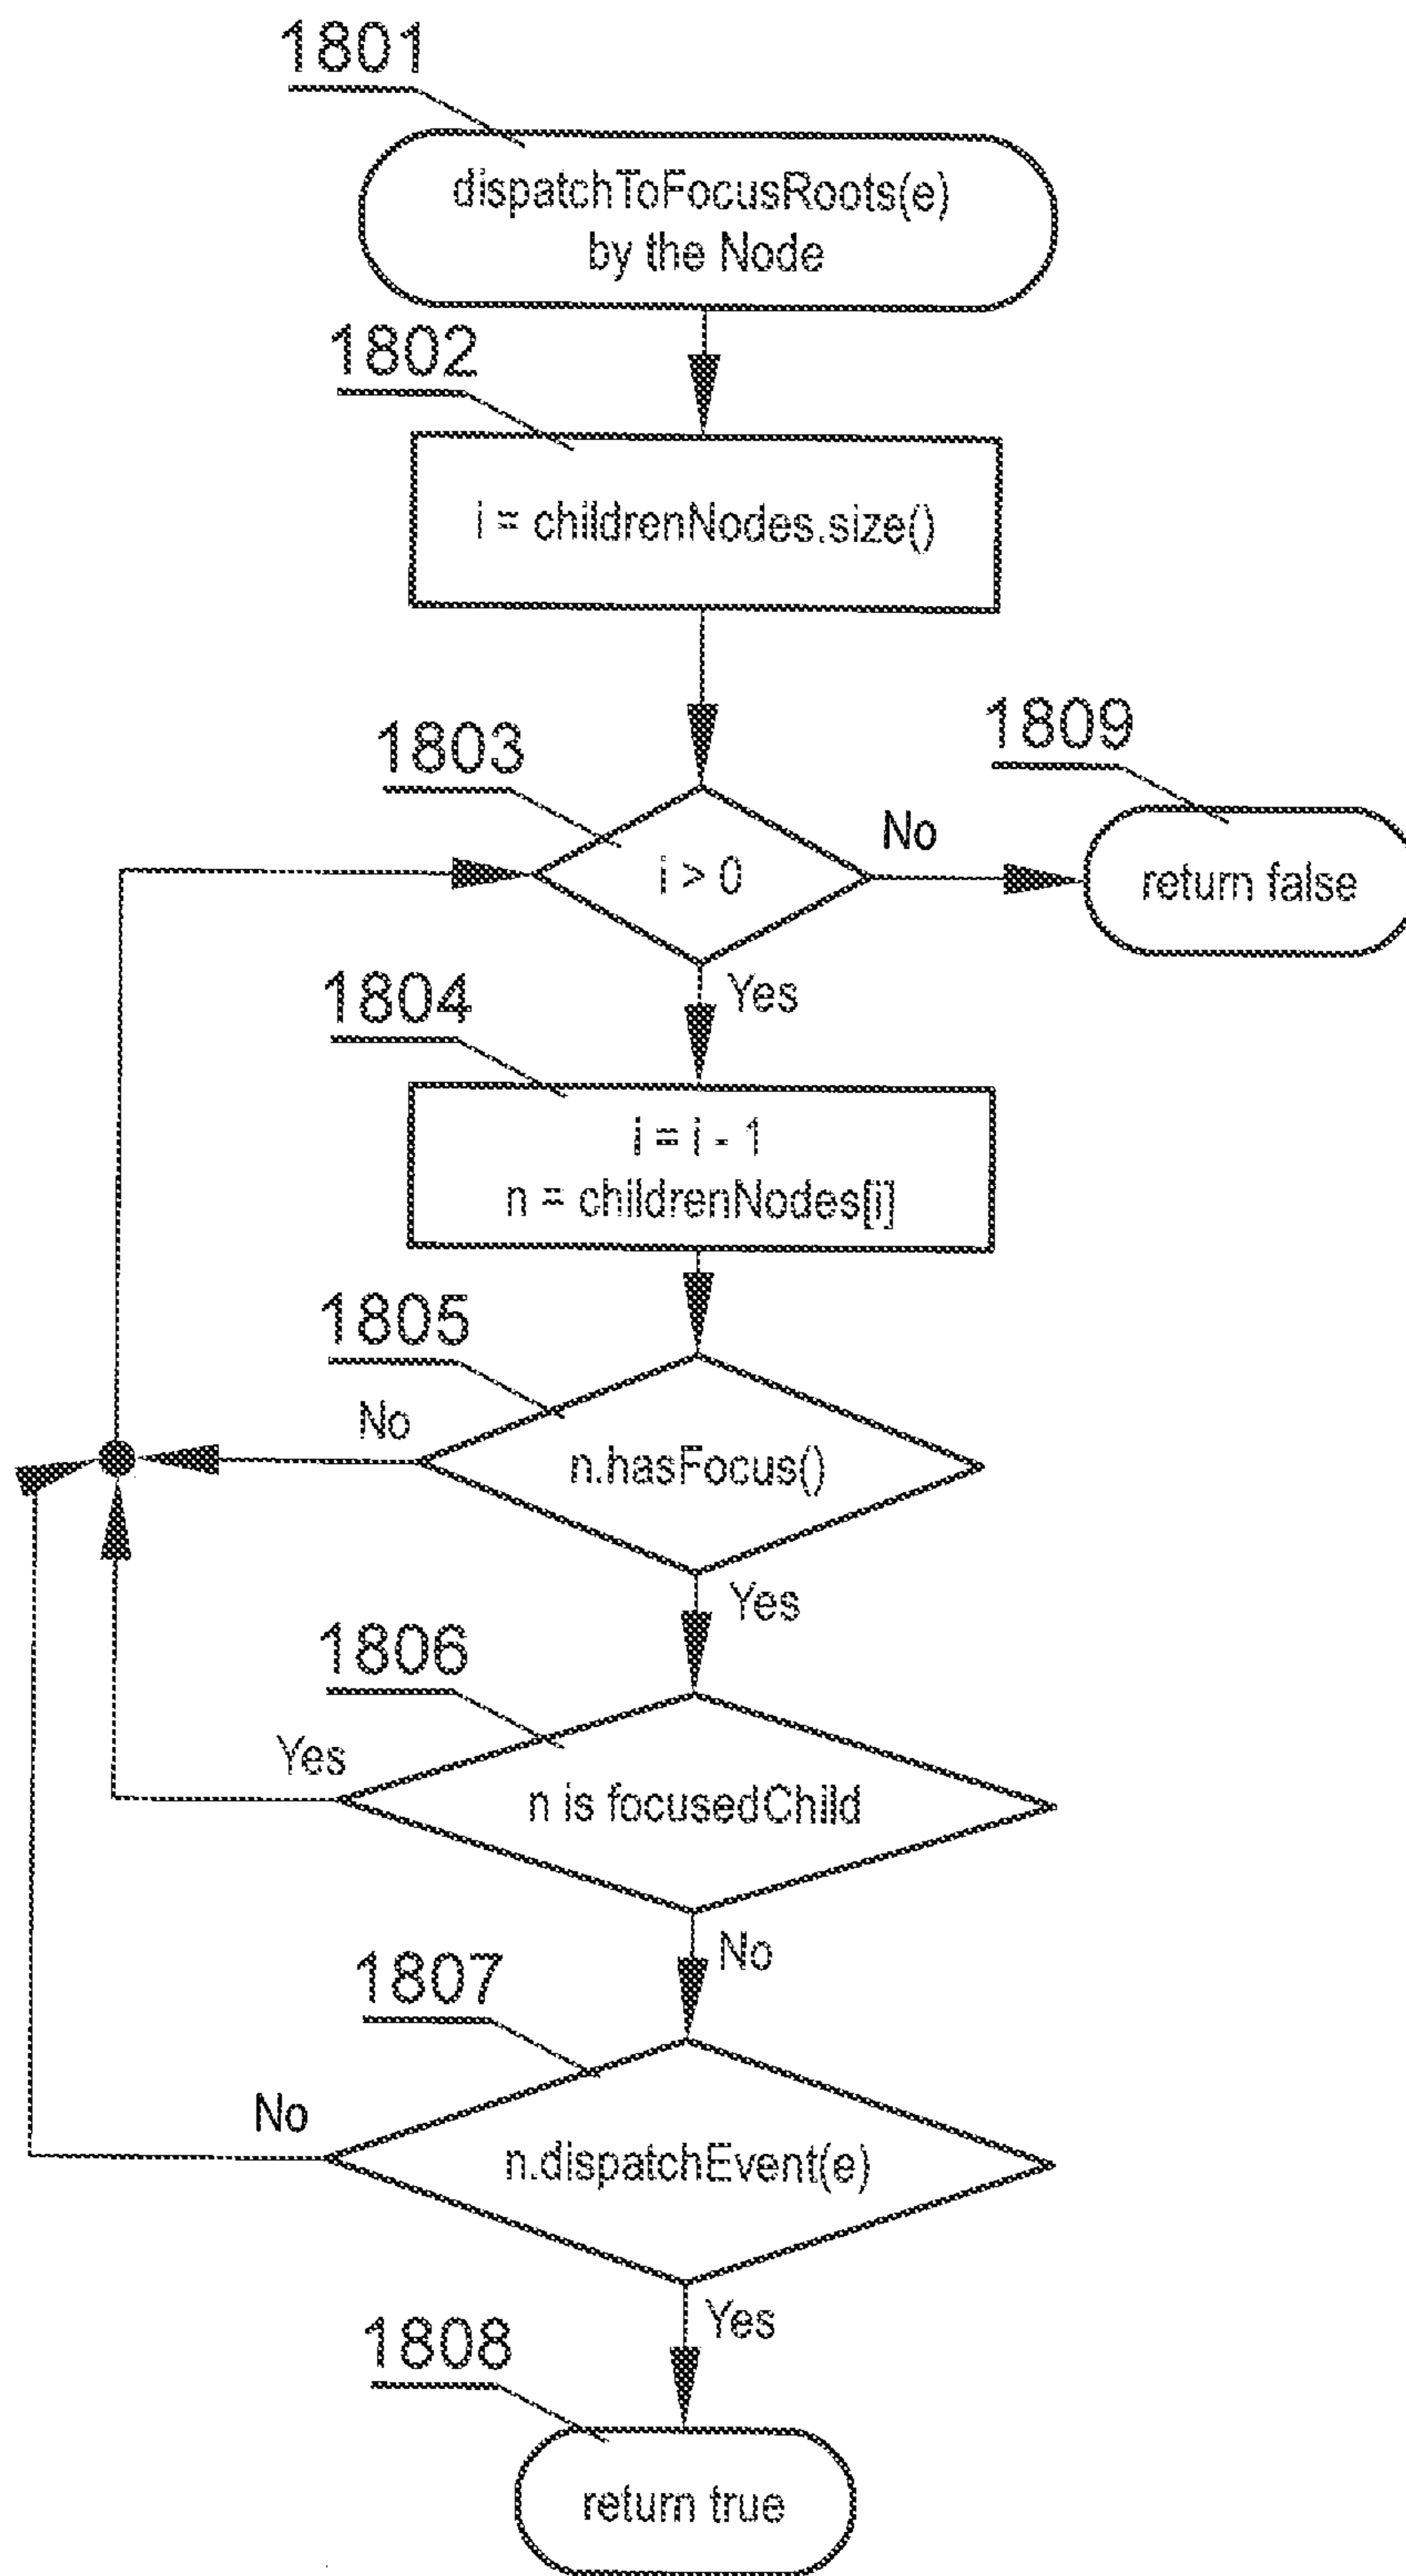 1801
dispatchToFocusRoots(e)
by the Node
1802
i = childrenNodes.size()
1803
1809
i > 0
No
return false
Yes
1804
i = i - 1
n = childrenNodes[i]
1805
No
n.hasFocus()
Yes
1806
Yes
n is focusedChild
No
1807
No
n.dispatchEvent(e)
Yes
1808
return true